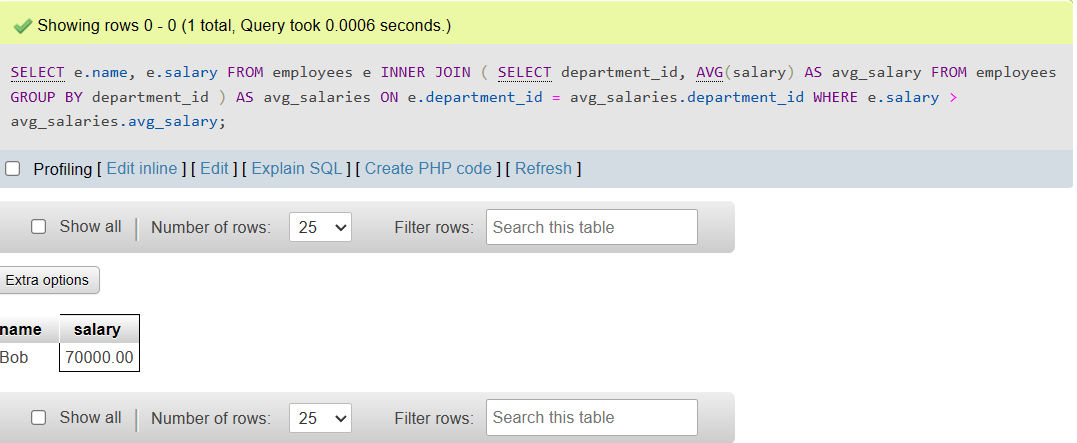 Showing rows 0 - 0 (1 total, Query took 0.0006 seconds.)
SELECT e.name, e.salary FROM employees e INNER JOIN ( SELECT department_id, AVG(salary) AS avg_salary FROM employees
GROUP BY department_id ) AS avg_salaries ON e.department_id = avg_salaries.department_id WHERE e.salary >
avg_salaries.avg_salary;
Profiling [ Edit inline ] [ Edit ] [ Explain SQL ] [ Create PHP code ] [ Refresh ]
Show all Number of rows: 25 Filter rows: Search this table
Extra options
name salary
Bob 70000.00
Show all Number of rows: 25 Filter rows: Search this table